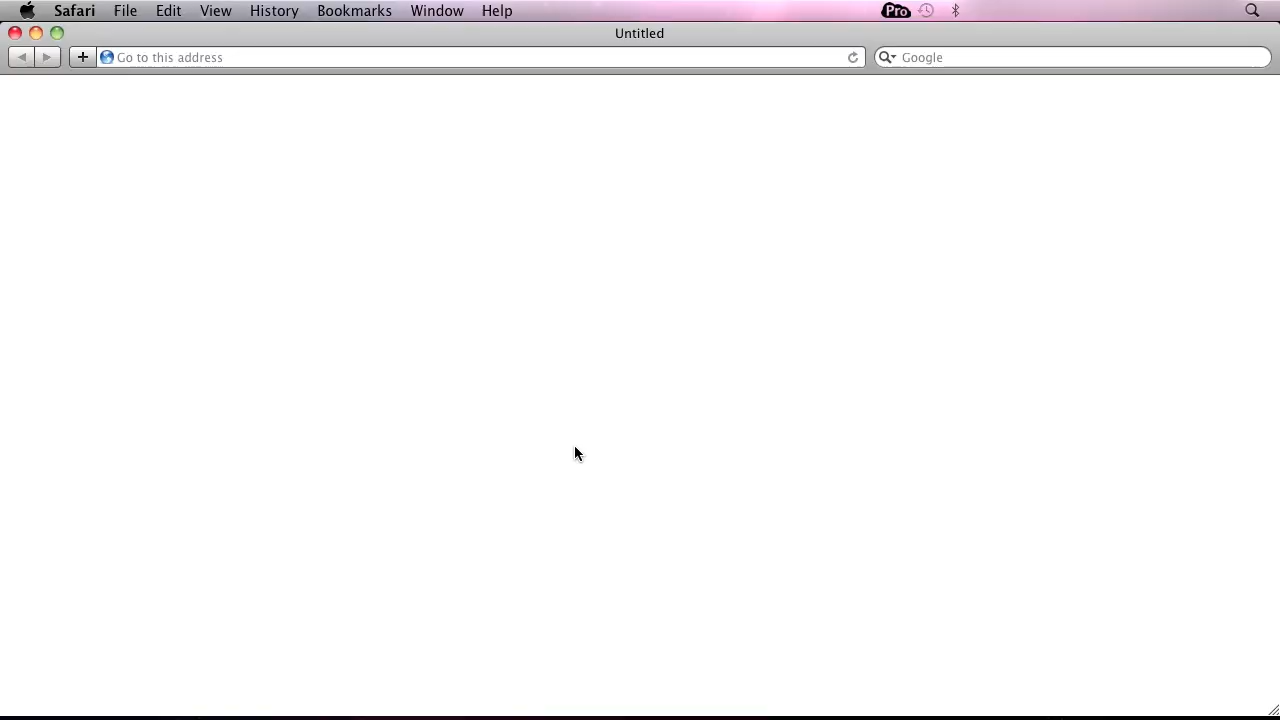 Safari File Edit View History Bookmarks Window Help Pro
Untitled
Go to this address Google